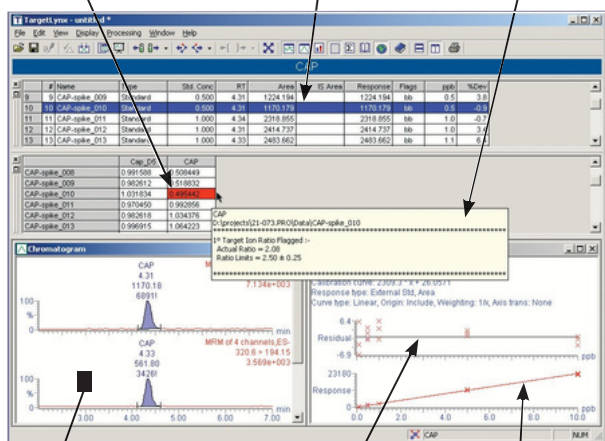 TargetLynx - untitled *
File Edit View Display Processing Window Help
CAP
# Name Type Std. Conc RT Area IS Area Response Flags ppb %Dev
9 9 CAP-spike_009 Standard 0.500 4.31 1224.194 1224.194 bb 0.5 3.8
10 10 CAP-spike_010 Standard 0.500 4.31 1170.179 1170.179 bb 0.5 -0.9
11 11 CAP-spike_011 Standard 1.000 4.34 2318.855 2318.855 bb 1.0 -0.7
12 12 CAP-spike_012 Standard 1.000 4.31 2414.737 2414.737 bb 1.0 3.4
13 13 CAP-spike_013 Standard 1.000 4.33 2483.662 2483.662 bb 1.1 6.4
Cap_D5 CAP
CAP-spike_008 0.991588 0.508449
CAP-spike_009 0.982612 0.518832
CAP-spike_010 1.031834 0.495442
CAP-spike_011 0.970450 0.992856
CAP-spike_012 0.982618 1.034376
CAP-spike_013 0.996915 1.064223
CAP
D:\projects\21-073.PRO\Data\CAP-spike_010
1º Target Ion Ratio Flagged :-
Actual Ratio = 2.08
Ratio Limits = 2.50 ± 0.25
Chromatogram
CAP
4.31
1170.18
6891!
7.134e+003
100
%
0
min
CAP
4.33
561.80
3426!
MRM of 4 channels,ES-
320.6 > 194.15
3.569e+003
100
%
0
3.00 4.00 5.00 6.00 7.00
min
Calibration curve: 2309.3 * x + 26.0571
Response type: External Std, Area
Curve type: Linear, Origin: Include, Weighting: 1/x, Axis trans: None
6.4
Residual
-6.9
ppb
23180
Response
0
0.0 2.0 4.0 6.0 8.0 10.0
ppb
CAP NUM